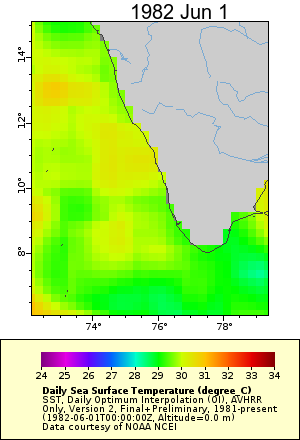 1982 Jun 1
14°
12°
10°
8°
74° 76° 78°
24 25 26 27 28 29 30 31 32 33 34
Daily Sea Surface Temperature (degree_C)
SST, Daily Optimum Interpolation (OI), AVHRR
Only, Version 2, Final+Preliminary, 1981-present
(1982-06-01T00:00:00Z, Altitude=0.0 m)
Data courtesy of NOAA NCEI